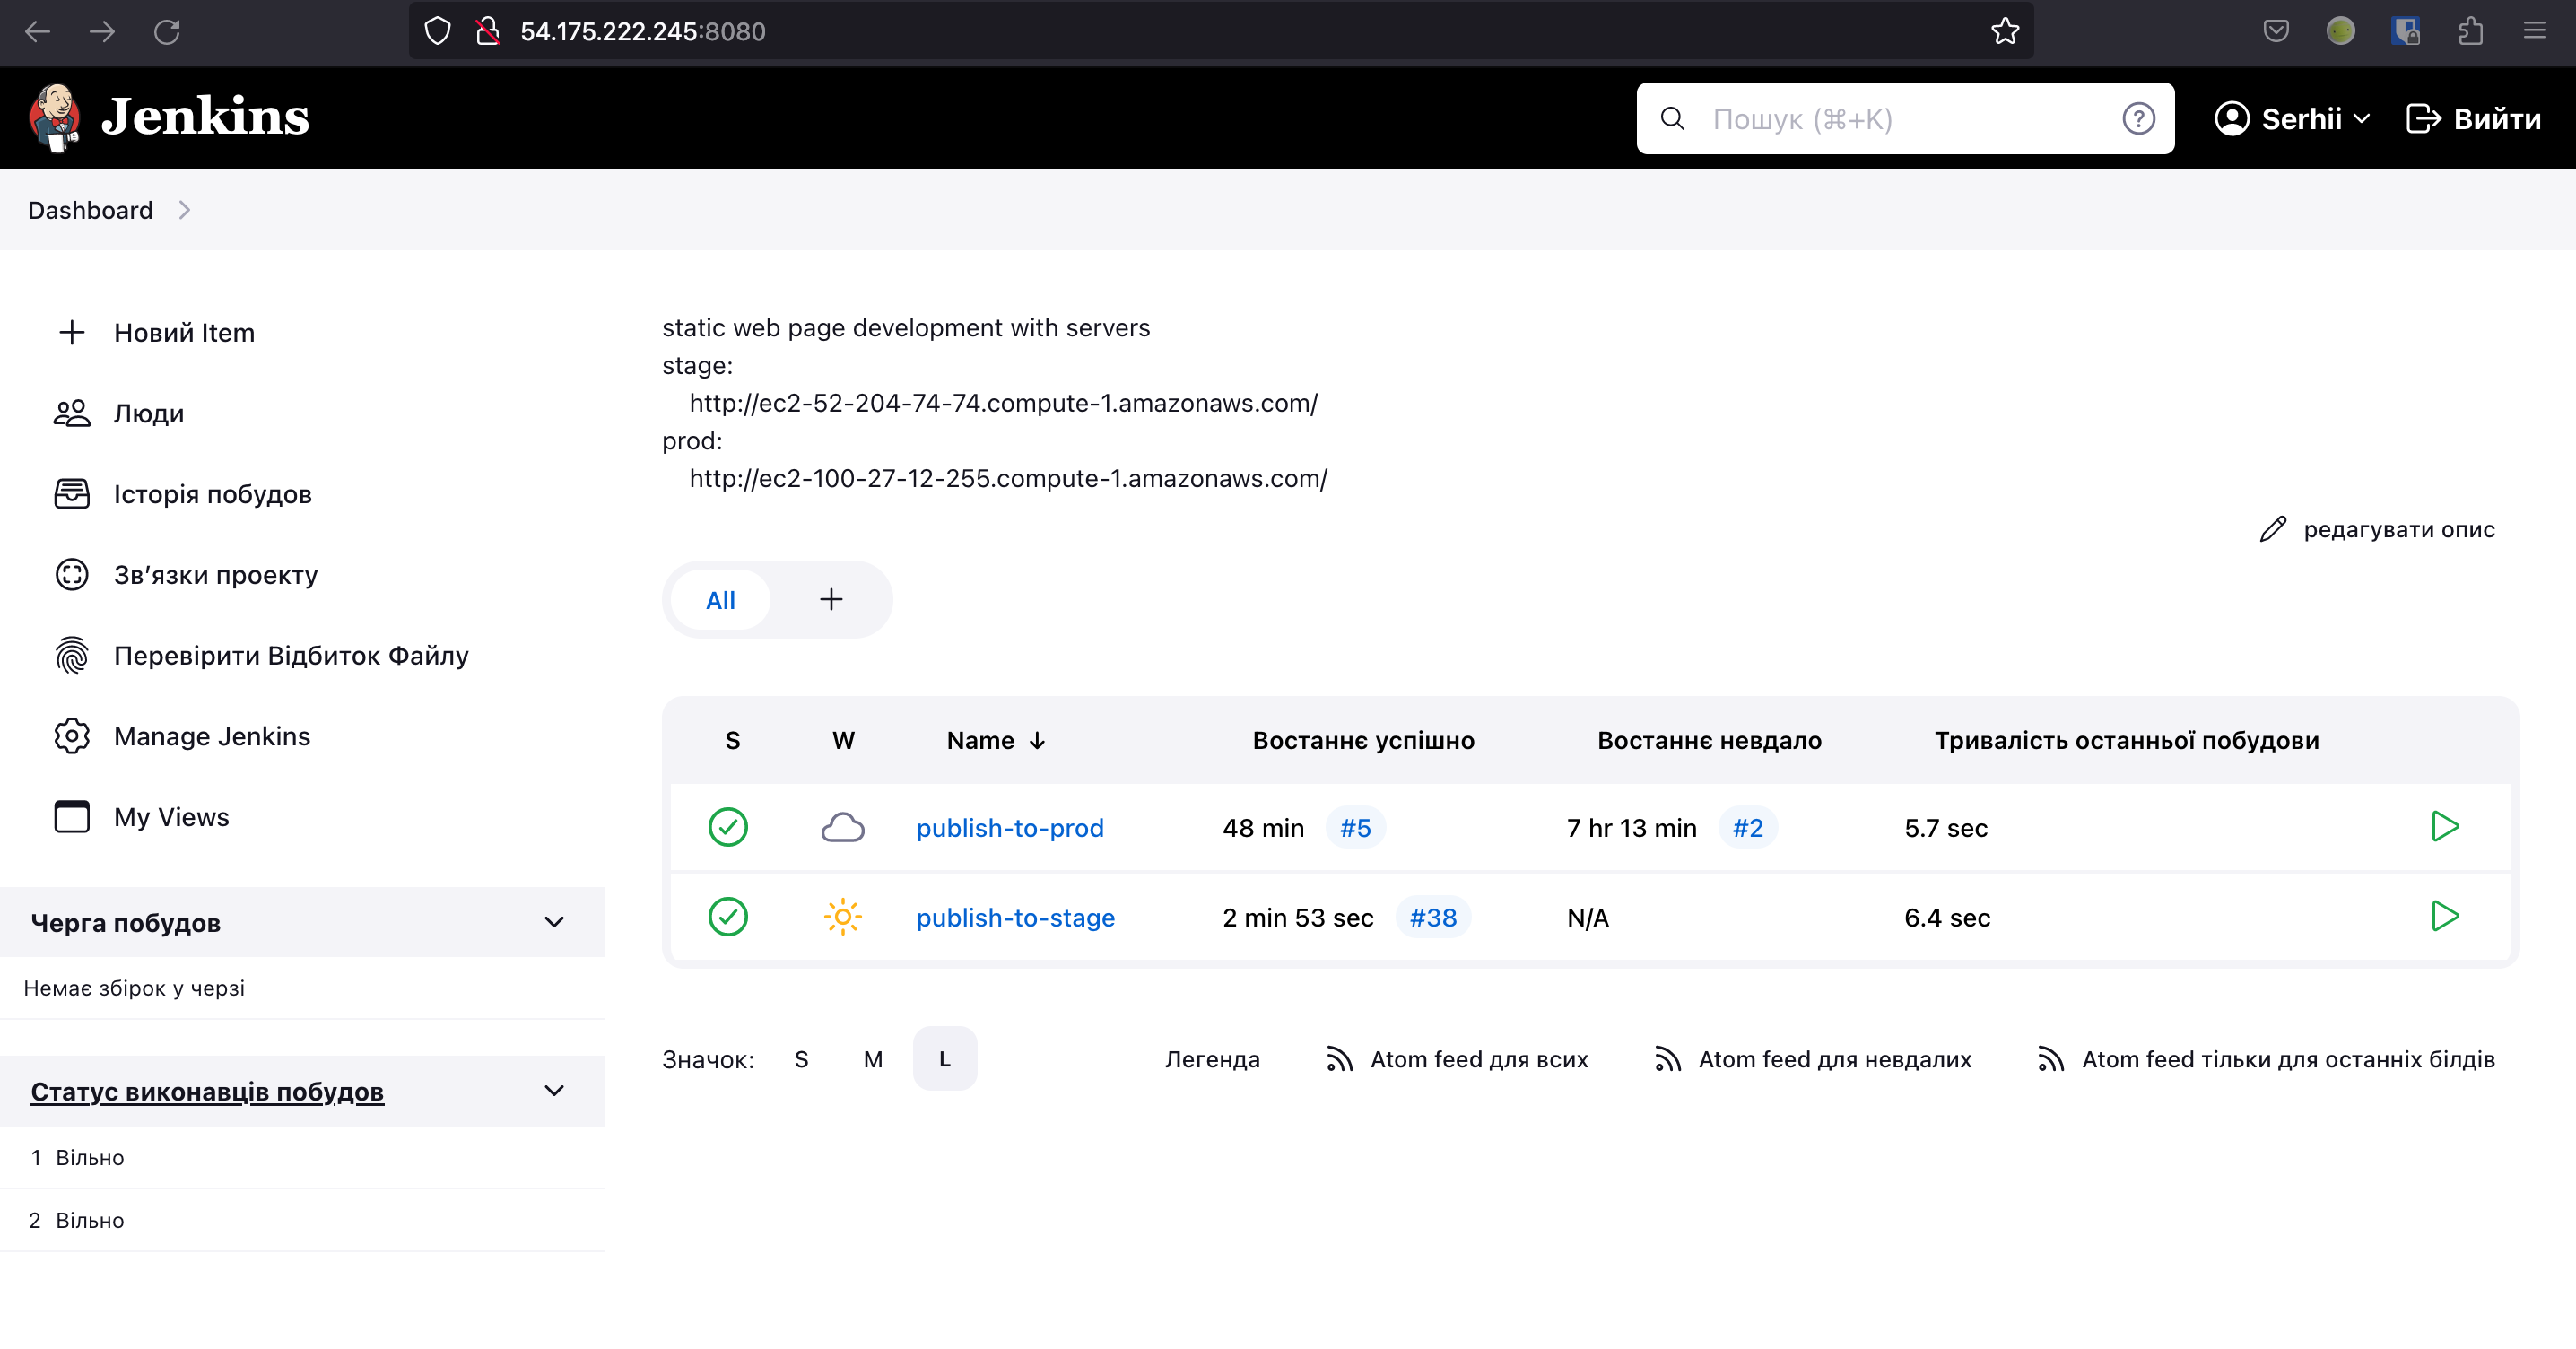 54.175.222.245:8080
Jenkins
Пошук (⌘+K)
Serhii
Вийти
Dashboard
Новий Item
Люди
Історія побудов
Зв’язки проекту
Перевірити Відбиток Файлу
Manage Jenkins
My Views
Черга побудов
Немає збірок у черзі
Статус виконавців побудов
1 Вільно
2 Вільно
static web page development with servers
stage:
http://ec2-52-204-74-74.compute-1.amazonaws.com/
prod:
http://ec2-100-27-12-255.compute-1.amazonaws.com/
редагувати опис
All +
S W Name ↓ Востаннє успішно Востаннє невдало Тривалість останньої побудови
publish-to-prod 48 min #5 7 hr 13 min #2 5.7 sec
publish-to-stage 2 min 53 sec #38 N/A 6.4 sec
Значок: S M L Легенда Atom feed для всих Atom feed для невдалих Atom feed тільки для останніх білдів